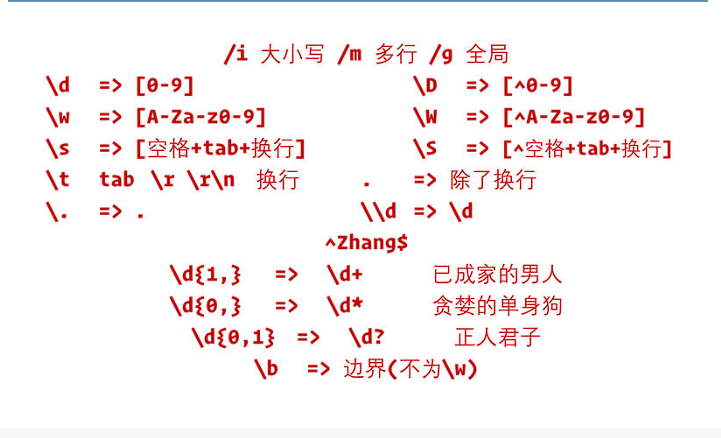 /i 大小写 /m 多行 /g 全局
\d => [0-9] \D => [^0-9]
\w => [A-Za-z0-9] \W => [^A-Za-z0-9]
\s => [空格+tab+换行] \S => [^空格+tab+换行]
\t tab \r \r\n 换行 . => 除了换行
\. => . \\d => \d
^Zhang$
\d{1,} => \d+ 已成家的男人
\d{0,} => \d* 贪婪的单身狗
\d{0,1} => \d? 正人君子
\b => 边界(不为\w)